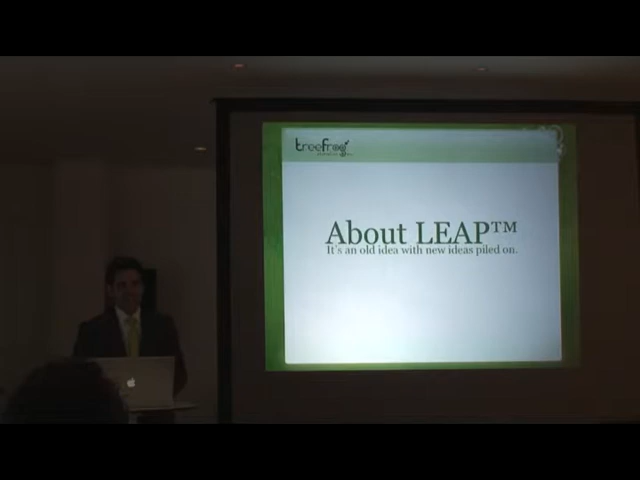 treefrog
About LEAP™
It's an old idea with new ideas piled on.